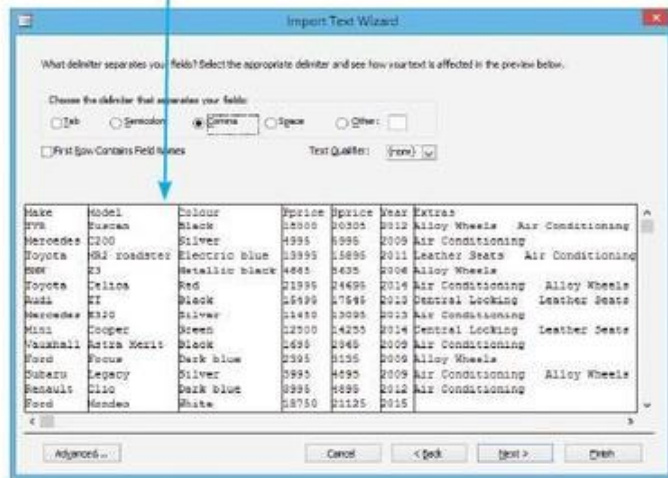 Import Text Wizard
What delimiter separates your fields? Select the appropriate delimiter and see how your text is affected in the preview below.
Choose the delimiter that separates your fields:
Tab Semicolon Comma Space Other:
First Row Contains Field Names Text Qualifier: {none}
Make Model Colour Pprice Sprice Year Extras
TVR Tuscan Black 18000 20305 2012 Alloy Wheels Air Conditioning
Mercedes C200 Silver 4995 5995 2009 Air Conditioning
Toyota MR2 roadster Electric blue 13995 15895 2011 Leather Seats Air Conditioning
BMW Z3 Metallic black 4865 5635 2006 Alloy Wheels
Toyota Celica Red 21995 24695 2014 Air Conditioning Alloy Wheels
Audi TT Black 15495 17545 2013 Central Locking Leather Seats
Mercedes E320 Silver 11480 13095 2013 Air Conditioning
Mini Cooper Green 12500 14255 2014 Central Locking Leather Seats
Vauxhall Astra Merit Black 1695 2045 2009 Air Conditioning
Ford Focus Dark blue 2395 3135 2009 Alloy Wheels
Subaru Legacy Silver 3995 4895 2009 Air Conditioning Alloy Wheels
Renault Clio Dark blue 3995 4895 2012 Air Conditioning
Ford Mondeo White 18750 21125 2015
Advanced... Cancel < Back Next > Finish